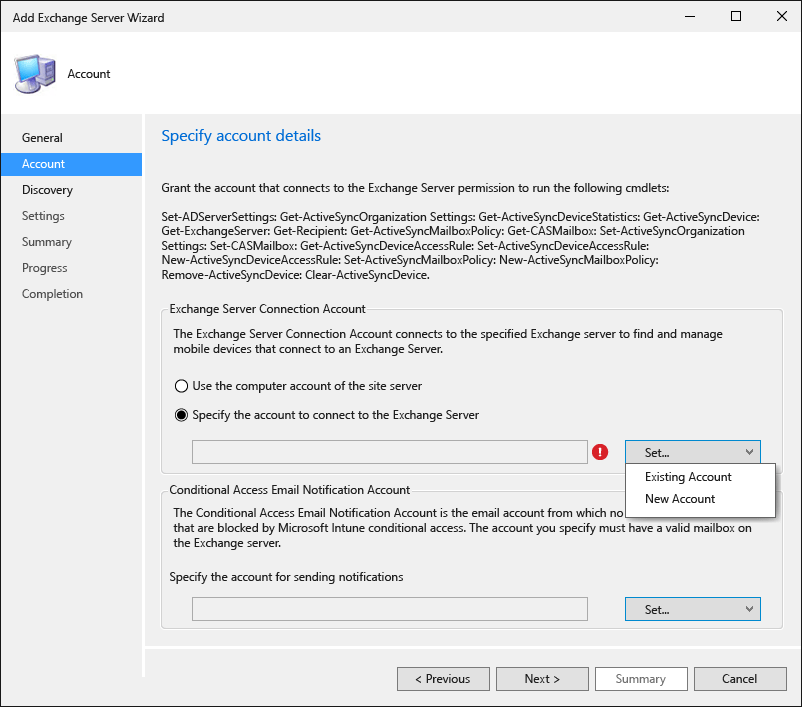 Add Exchange Server Wizard
Account
General
Account
Discovery
Settings
Summary
Progress
Completion
Specify account details
Grant the account that connects to the Exchange Server permission to run the following cmdlets:
Set-ADServerSettings: Get-ActiveSyncOrganization Settings: Get-ActiveSyncDeviceStatistics: Get-ActiveSyncDevice:
Get-ExchangeServer: Get-Recipient: Get-ActiveSyncMailboxPolicy: Get-CASMailbox: Set-ActiveSyncOrganization
Settings: Set-CASMailbox: Get-ActiveSyncDeviceAccessRule: Set-ActiveSyncDeviceAccessRule:
New-ActiveSyncDeviceAccessRule: Set-ActiveSyncMailboxPolicy: New-ActiveSyncMailboxPolicy:
Remove-ActiveSyncDevice: Clear-ActiveSyncDevice.
Exchange Server Connection Account
The Exchange Server Connection Account connects to the specified Exchange server to find and manage
mobile devices that connect to an Exchange Server.
Use the computer account of the site server
Specify the account to connect to the Exchange Server
Set...
Existing Account
New Account
Conditional Access Email Notification Account
The Conditional Access Email Notification Account is the email account from which no
that are blocked by Microsoft Intune conditional access. The account you specify must have a valid mailbox on
the Exchange server.
Specify the account for sending notifications
Set...
< Previous
Next >
Summary
Cancel